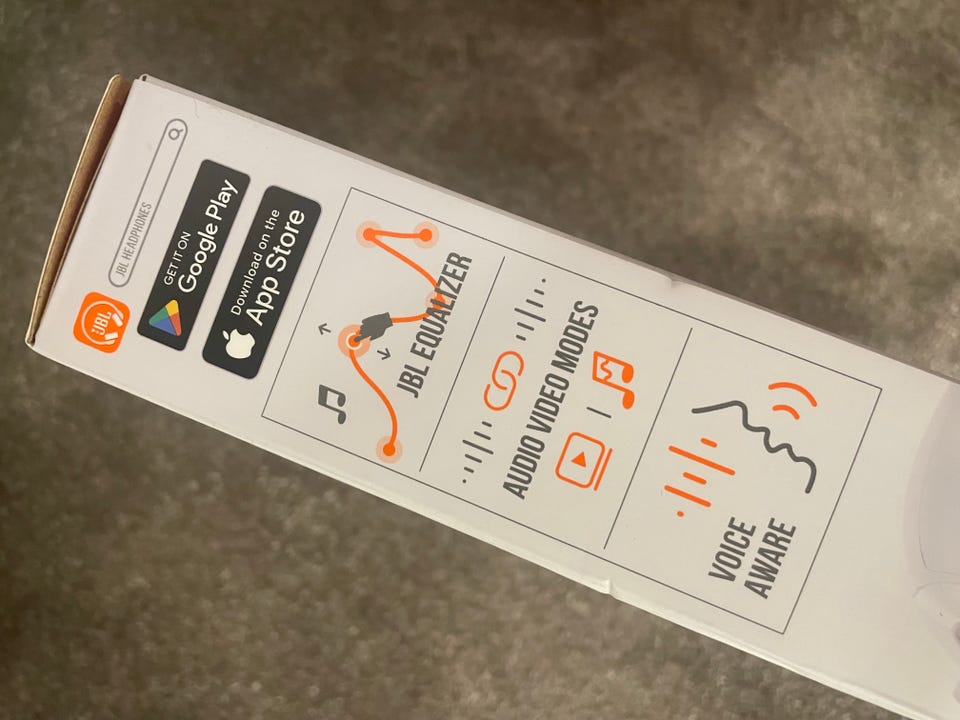 JBL
JBL HEADPHONES
GET IT ON
Google Play
Download on the
App Store
JBL EQUALIZER
AUDIO VIDEO MODES
VOICE
AWARE